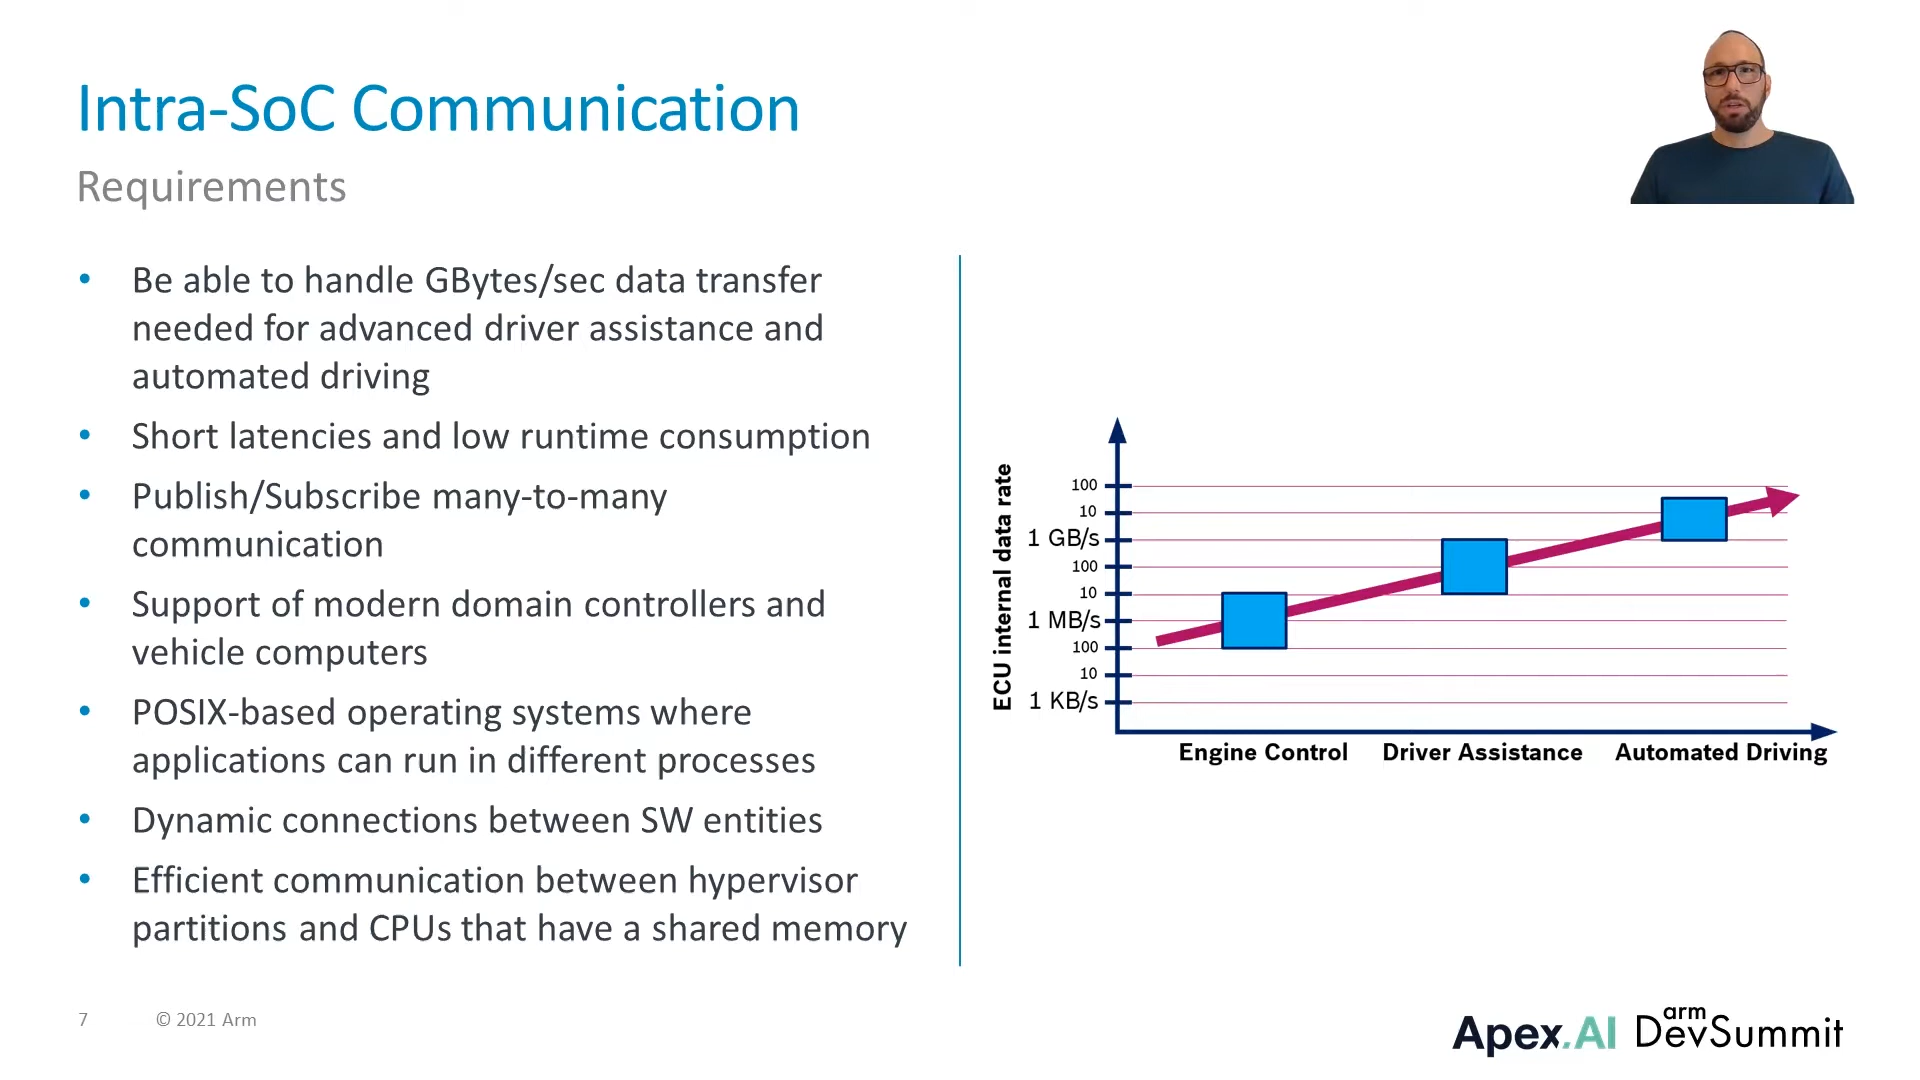 Intra-SoC Communication
Requirements
• Be able to handle GBytes/sec data transfer
needed for advanced driver assistance and
automated driving
• Short latencies and low runtime consumption
• Publish/Subscribe many-to-many
communication
• Support of modern domain controllers and
vehicle computers
• POSIX-based operating systems where
applications can run in different processes
• Dynamic connections between SW entities
• Efficient communication between hypervisor
partitions and CPUs that have a shared memory
ECU internal data rate
100
10
1 GB/s
100
10
1 MB/s
100
10
1 KB/s
Engine Control Driver Assistance Automated Driving
7 © 2021 Arm
Apex.AI
arm
DevSummit